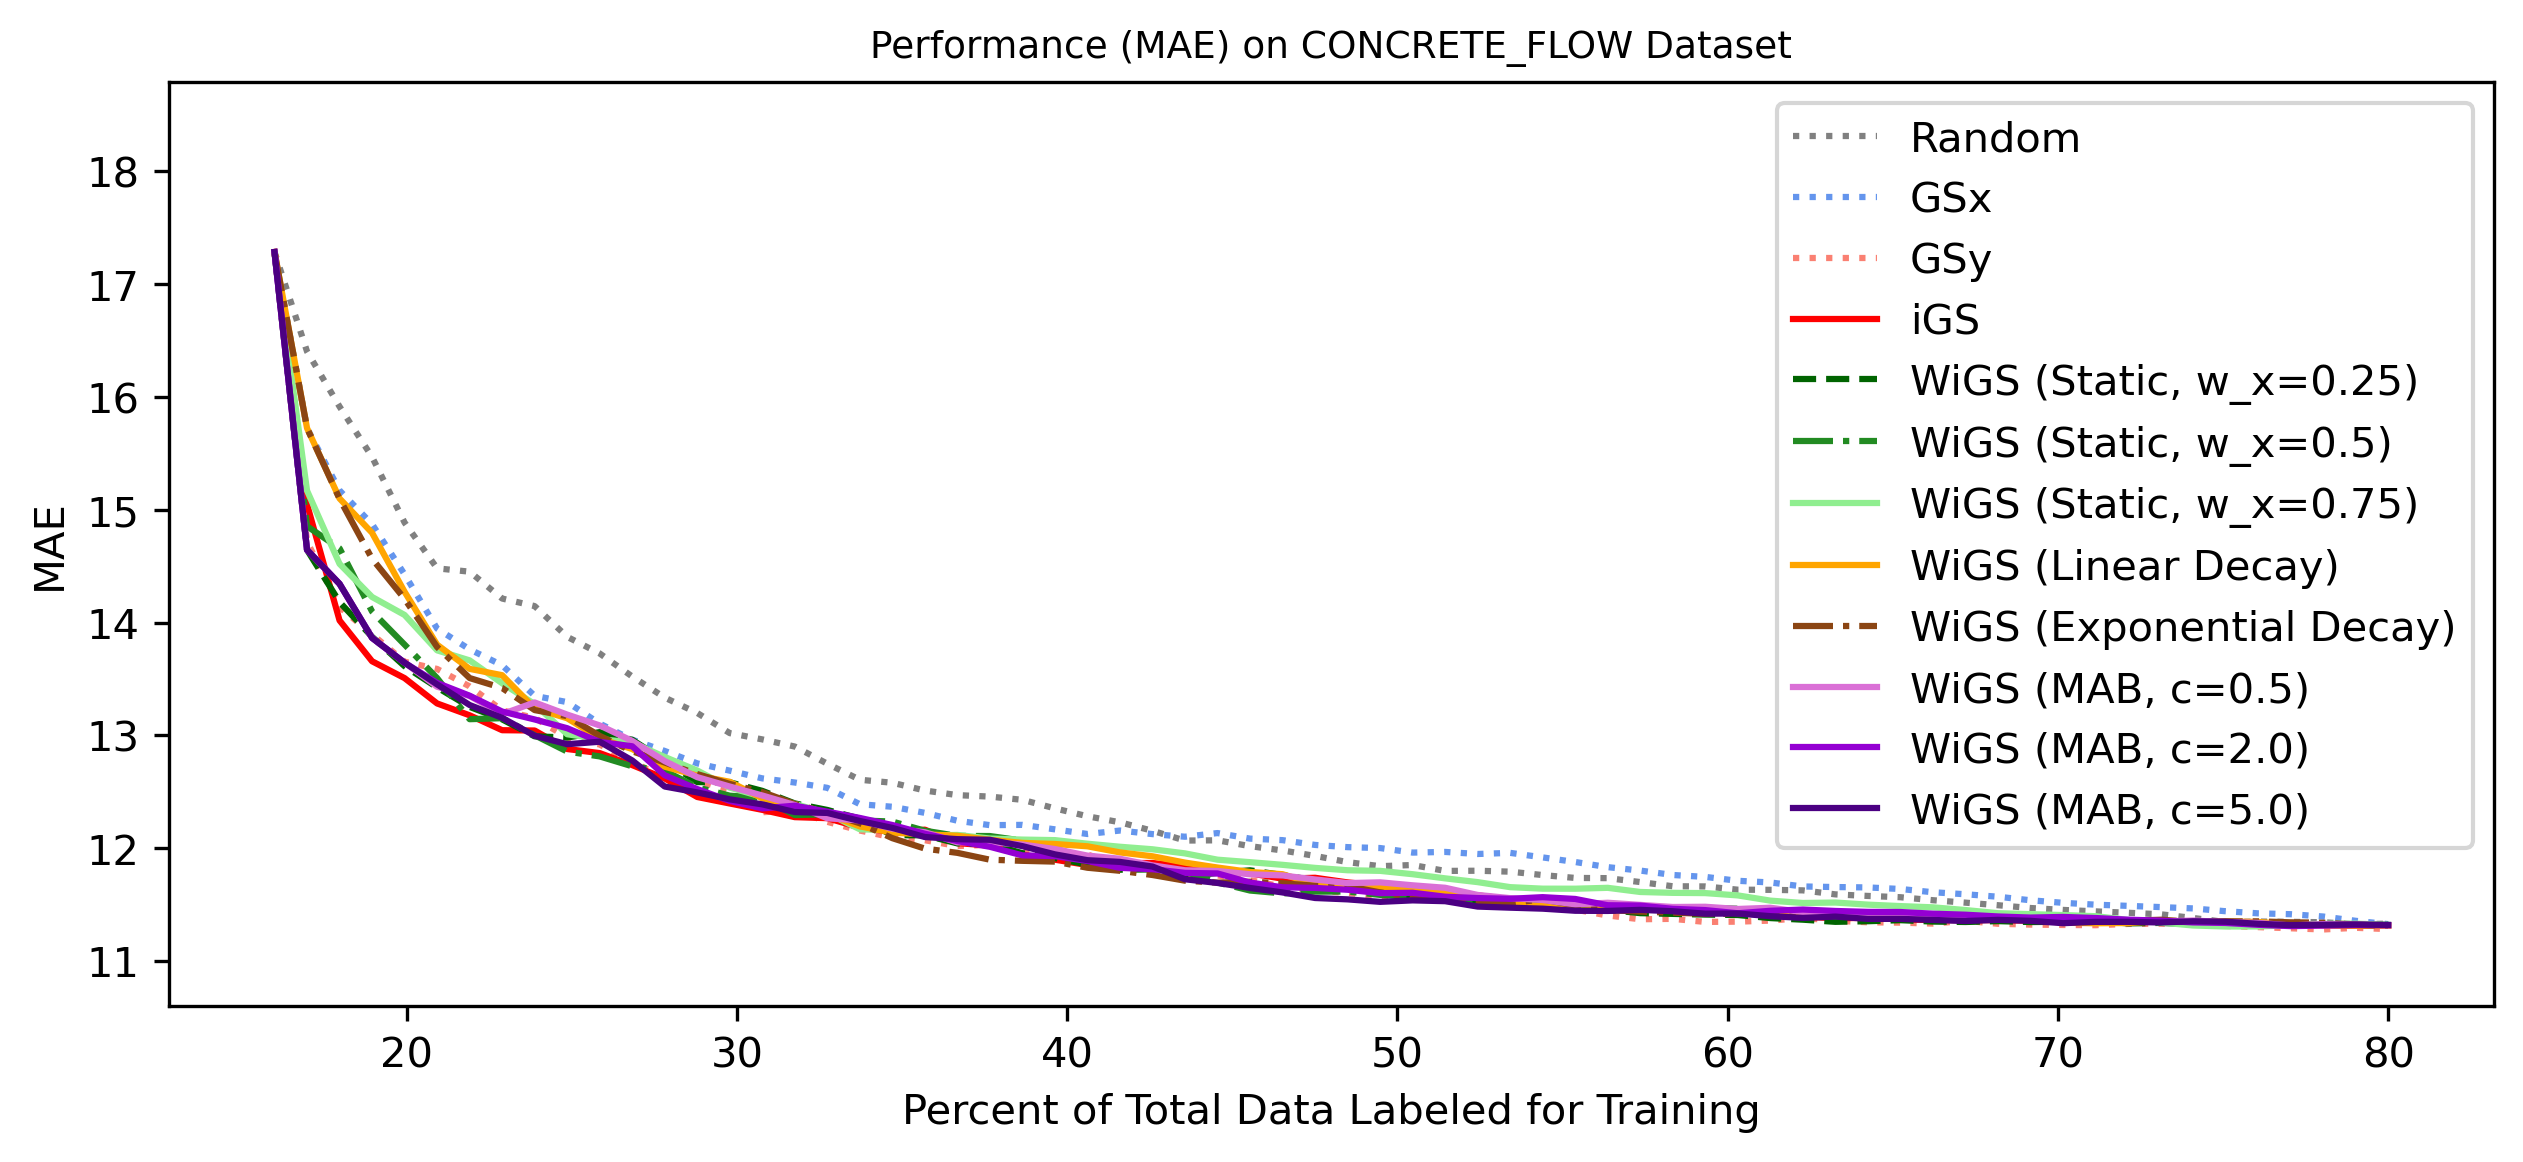 Performance (MAE) on CONCRETE_FLOW Dataset
MAE
18
17
16
15
14
13
12
11
20 30 40 50 60 70 80
Percent of Total Data Labeled for Training
Random
GSx
GSy
iGS
WiGS (Static, w_x=0.25)
WiGS (Static, w_x=0.5)
WiGS (Static, w_x=0.75)
WiGS (Linear Decay)
WiGS (Exponential Decay)
WiGS (MAB, c=0.5)
WiGS (MAB, c=2.0)
WiGS (MAB, c=5.0)